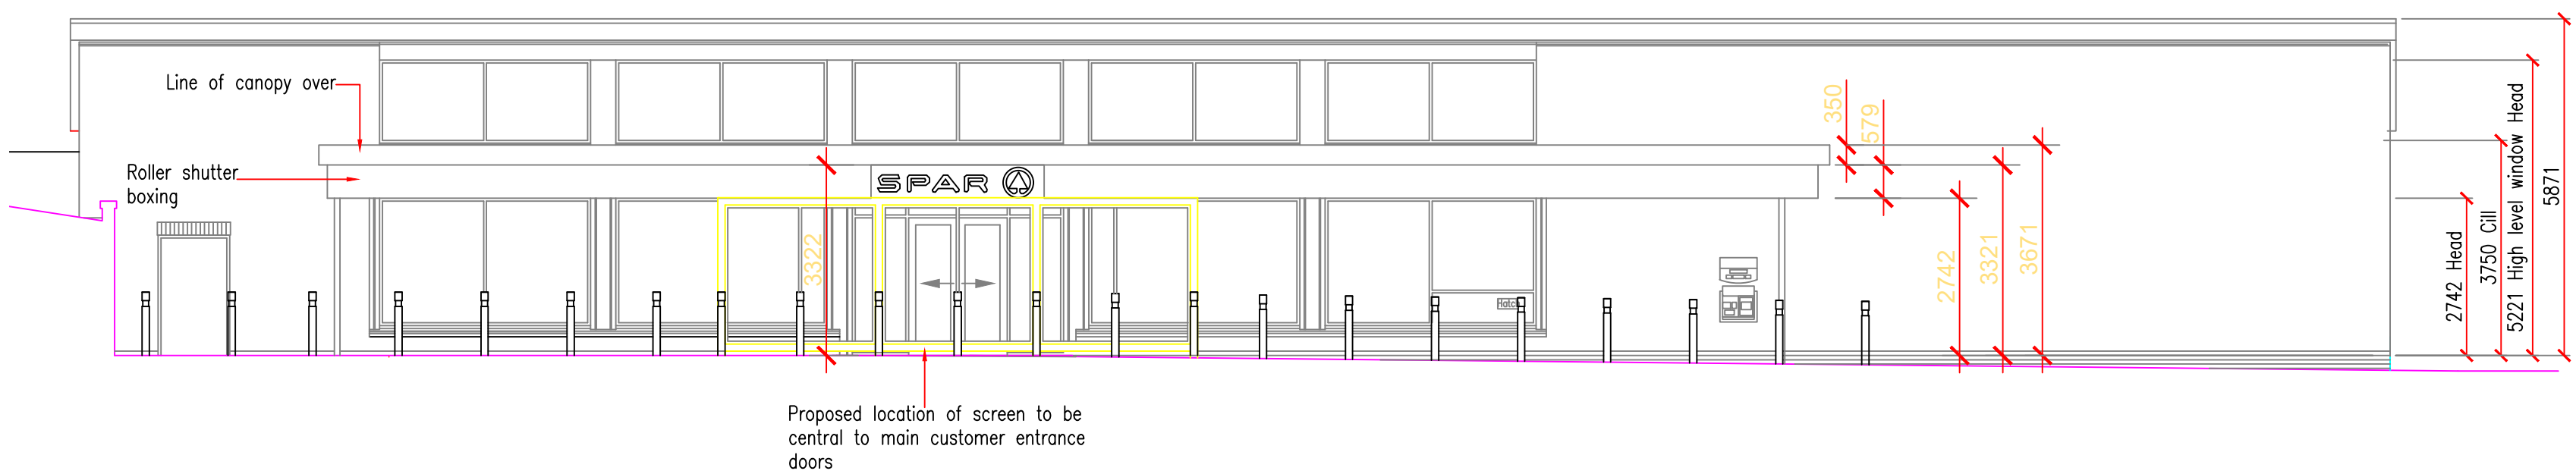 Line of canopy over
Roller shutter
boxing
SPAR
3322
Hatch
350
579
2742
3321
3671
2742 Head
3750 Cill
5221 High level window Head
5871
Proposed location of screen to be
central to main customer entrance
doors